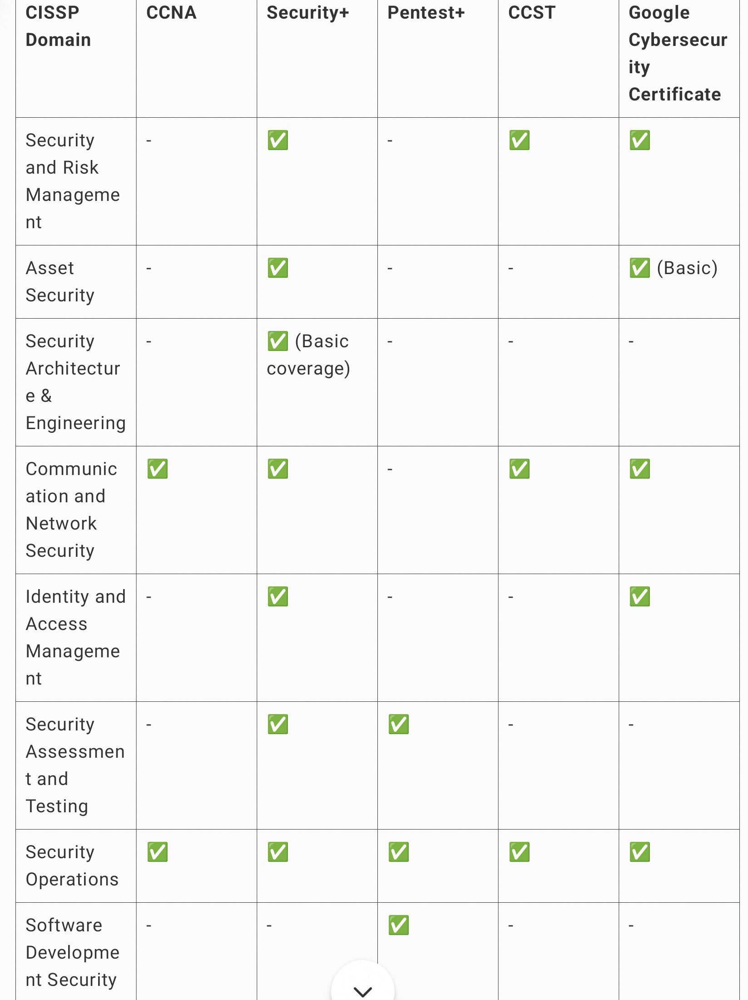 CISSP Domain | CCNA | Security+ | Pentest+ | CCST | Google Cybersecurity Certificate
Security and Risk Management | - | ✅ | - | ✅ | ✅
Asset Security | - | ✅ | - | - | ✅ (Basic)
Security Architecture & Engineering | - | ✅ (Basic coverage) | - | - | -
Communication and Network Security | ✅ | ✅ | - | ✅ | ✅
Identity and Access Management | - | ✅ | - | - | ✅
Security Assessment and Testing | - | ✅ | ✅ | - | -
Security Operations | ✅ | ✅ | ✅ | ✅ | ✅
Software Development Security | - | - | ✅ | - | -